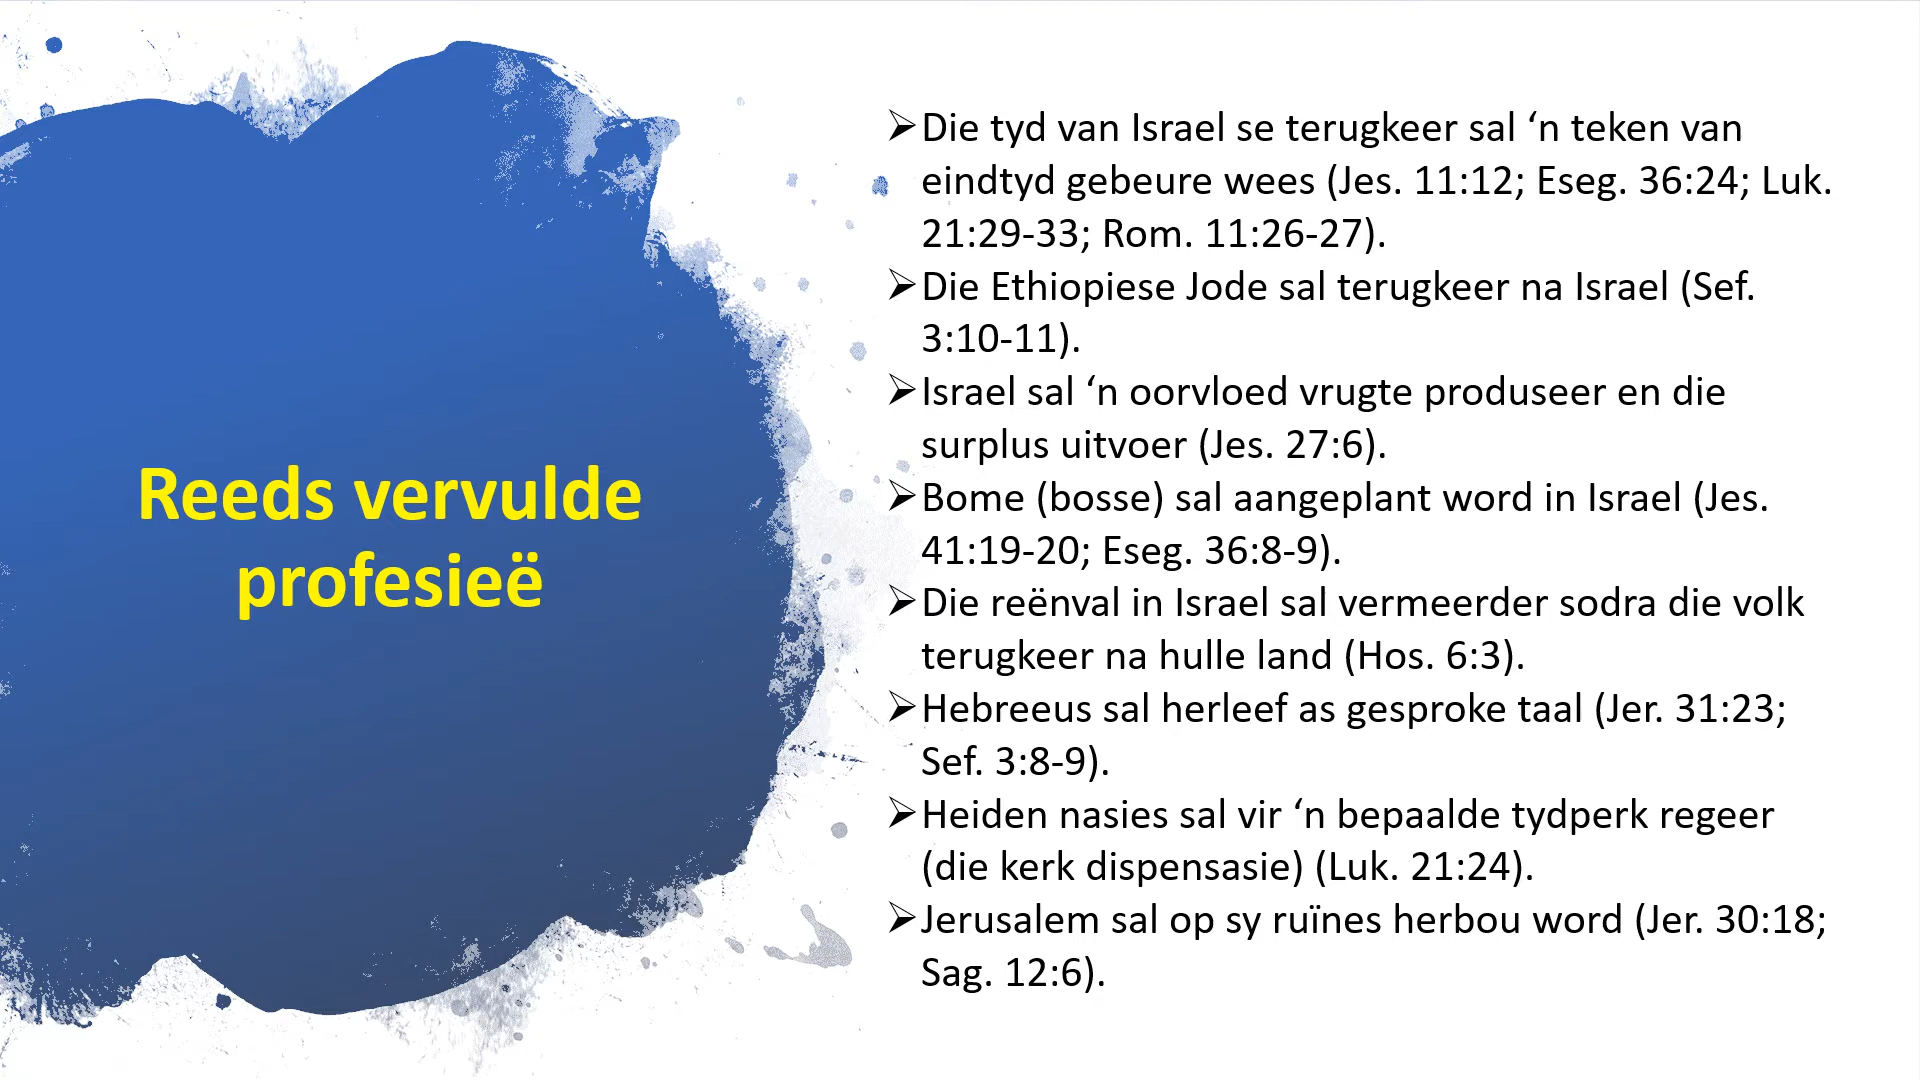 Reeds vervulde
profesieë
➢Die tyd van Israel se terugkeer sal ‘n teken van
eindtyd gebeure wees (Jes. 11:12; Eseg. 36:24; Luk.
21:29-33; Rom. 11:26-27).
➢Die Ethiopiese Jode sal terugkeer na Israel (Sef.
3:10-11).
➢Israel sal ‘n oorvloed vrugte produseer en die
surplus uitvoer (Jes. 27:6).
➢Bome (bosse) sal aangeplant word in Israel (Jes.
41:19-20; Eseg. 36:8-9).
➢Die reënval in Israel sal vermeerder sodra die volk
terugkeer na hulle land (Hos. 6:3).
➢Hebreeus sal herleef as gesproke taal (Jer. 31:23;
Sef. 3:8-9).
➢Heiden nasies sal vir ‘n bepaalde tydperk regeer
(die kerk dispensasie) (Luk. 21:24).
➢Jerusalem sal op sy ruïnes herbou word (Jer. 30:18;
Sag. 12:6).